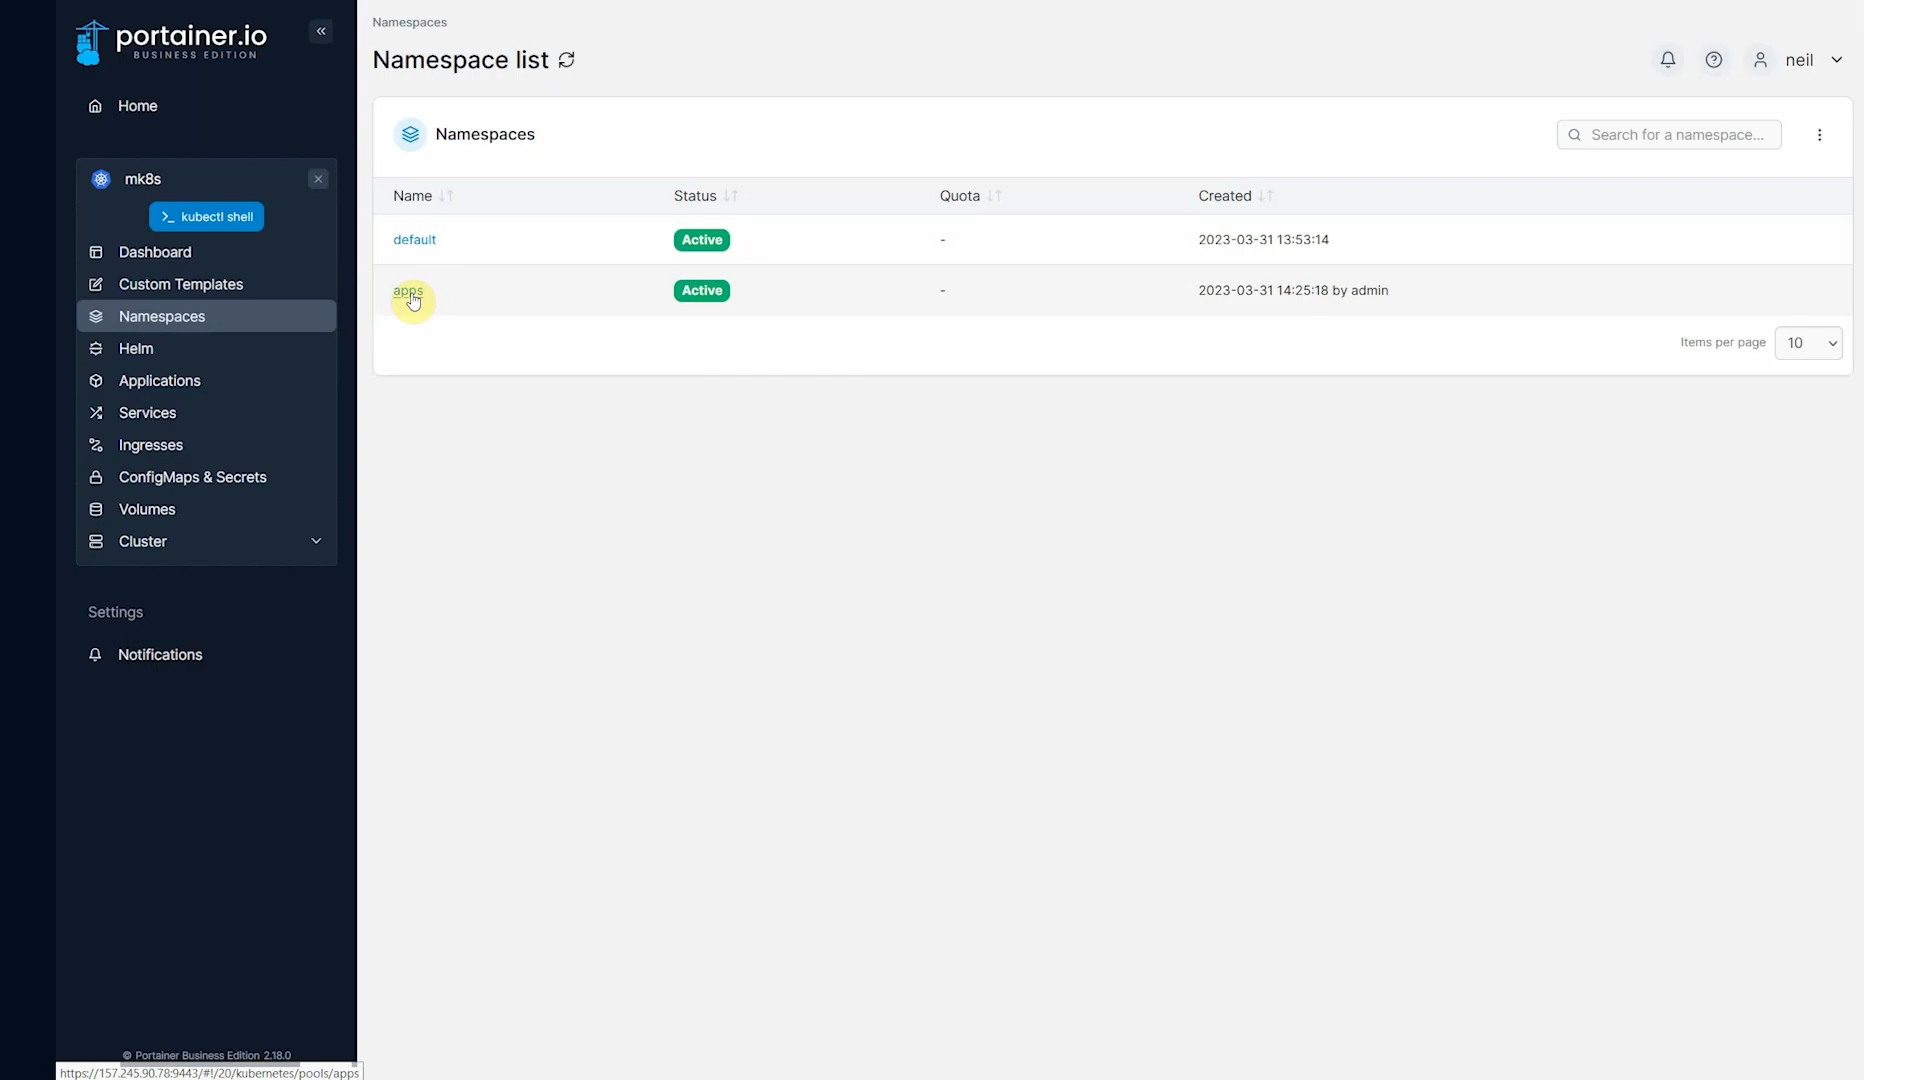 portainer.io
BUSINESS EDITION
Home
mk8s
kubectl shell
Dashboard
Custom Templates
Namespaces
Helm
Applications
Services
Ingresses
ConfigMaps & Secrets
Volumes
Cluster
Settings
Notifications
© Portainer Business Edition 2.18.0
https://157.245.90.78:9443/#!/20/kubernetes/pools/apps
Namespaces
Namespace list
neil
Namespaces
Search for a namespace...
Name Status Quota Created
default Active - 2023-03-31 13:53:14
apps Active - 2023-03-31 14:25:18 by admin
Items per page 10